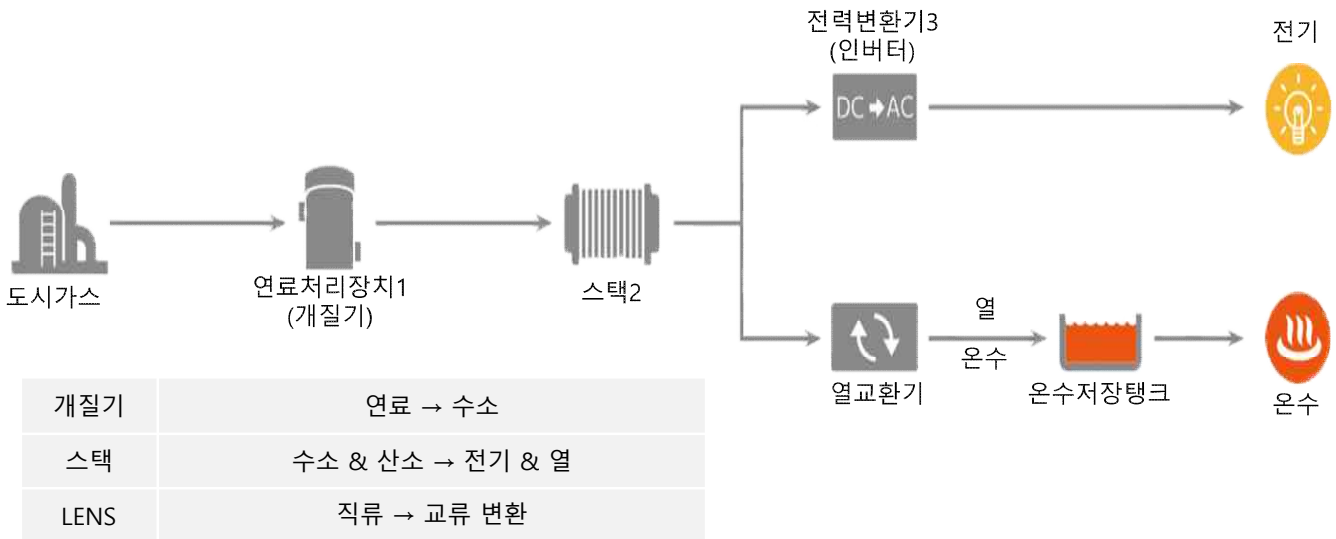 전력변환기3
(인버터)
전기
DC → AC
도시가스
연료처리장치1
(개질기)
스택2
열
온수
열교환기
온수저장탱크
온수
개질기 연료 → 수소
스택 수소 & 산소 → 전기 & 열
LENS 직류 → 교류 변환